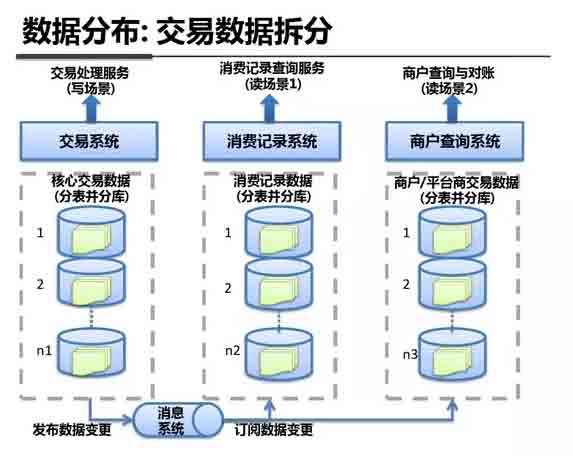 数据分布: 交易数据拆分
交易处理服务
(写场景)
消费记录查询服务
(读场景1)
商户查询与对账
(读场景2)
交易系统
消费记录系统
商户查询系统
核心交易数据
(分表并分库)
消费记录数据
(分表并分库)
商户/平台商交易数据
(分表并分库)
1
1
1
2
2
2
n1
n2
n3
消息
系统
发布数据变更
订阅数据变更